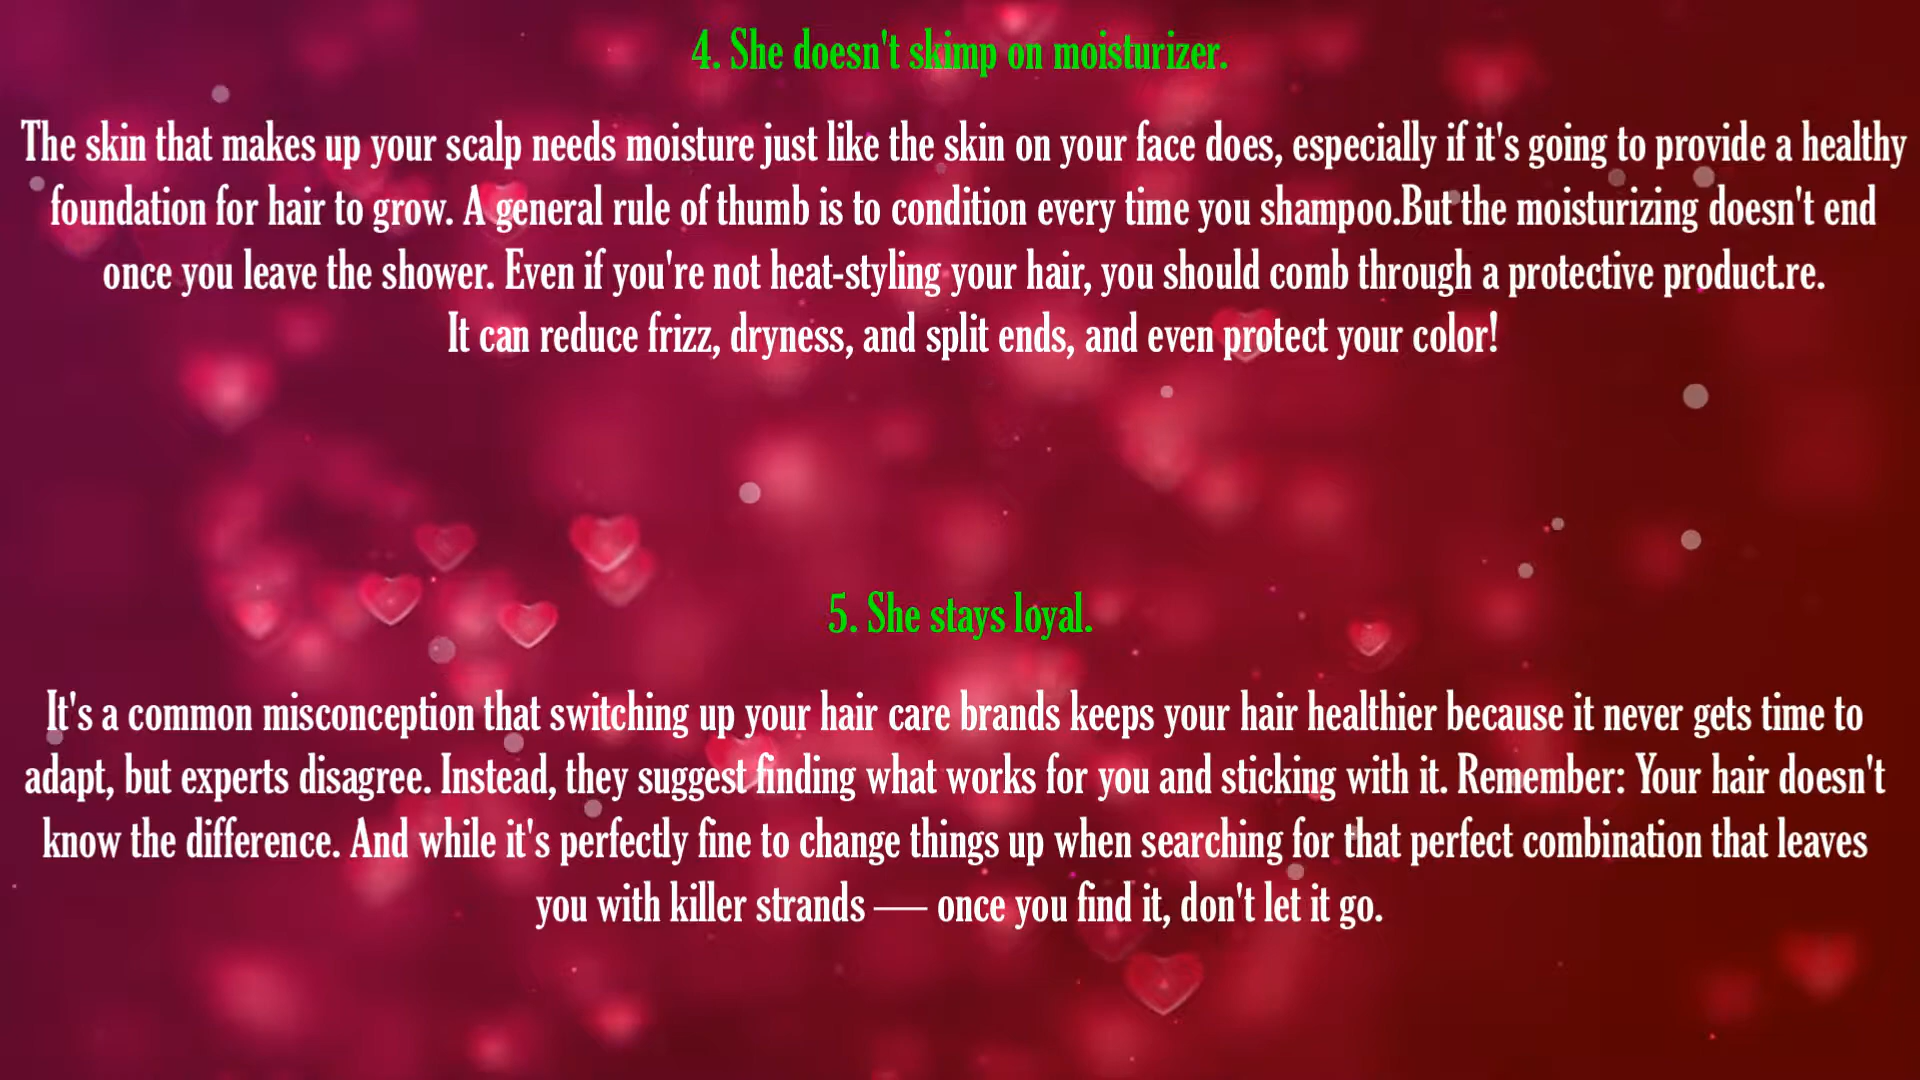 4. She doesn't skimp on moisturizer.
The skin that makes up your scalp needs moisture just like the skin on your face does, especially if it's going to provide a healthy
foundation for hair to grow. A general rule of thumb is to condition every time you shampoo.But the moisturizing doesn't end
once you leave the shower. Even if you're not heat-styling your hair, you should comb through a protective product.re.
It can reduce frizz, dryness, and split ends, and even protect your color!
5. She stays loyal.
It's a common misconception that switching up your hair care brands keeps your hair healthier because it never gets time to
adapt, but experts disagree. Instead, they suggest finding what works for you and sticking with it. Remember: Your hair doesn't
know the difference. And while it's perfectly fine to change things up when searching for that perfect combination that leaves
you with killer strands — once you find it, don't let it go.